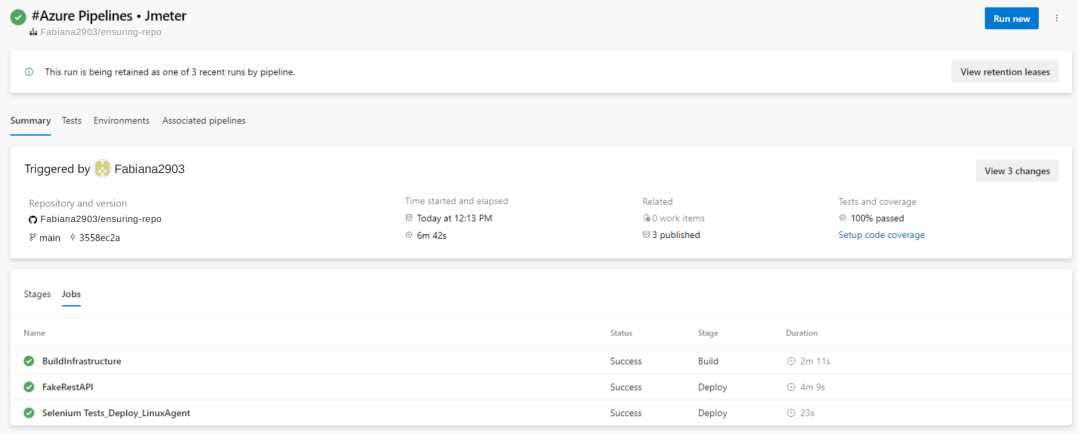 #Azure Pipelines • Jmeter
Run new
Fabiana2903/ensuring-repo
This run is being retained as one of 3 recent runs by pipeline.
View retention leases
Summary Tests Environments Associated pipelines
Triggered by Fabiana2903
View 3 changes
Repository and version
Fabiana2903/ensuring-repo
main 3558ec2a
Time started and elapsed
Today at 12:13 PM
6m 42s
Related
0 work items
3 published
Tests and coverage
100% passed
Setup code coverage
Stages Jobs
Name Status Stage Duration
BuildInfrastructure Success Build 2m 11s
FakeRestAPI Success Deploy 4m 9s
Selenium Tests_Deploy_LinuxAgent Success Deploy 23s